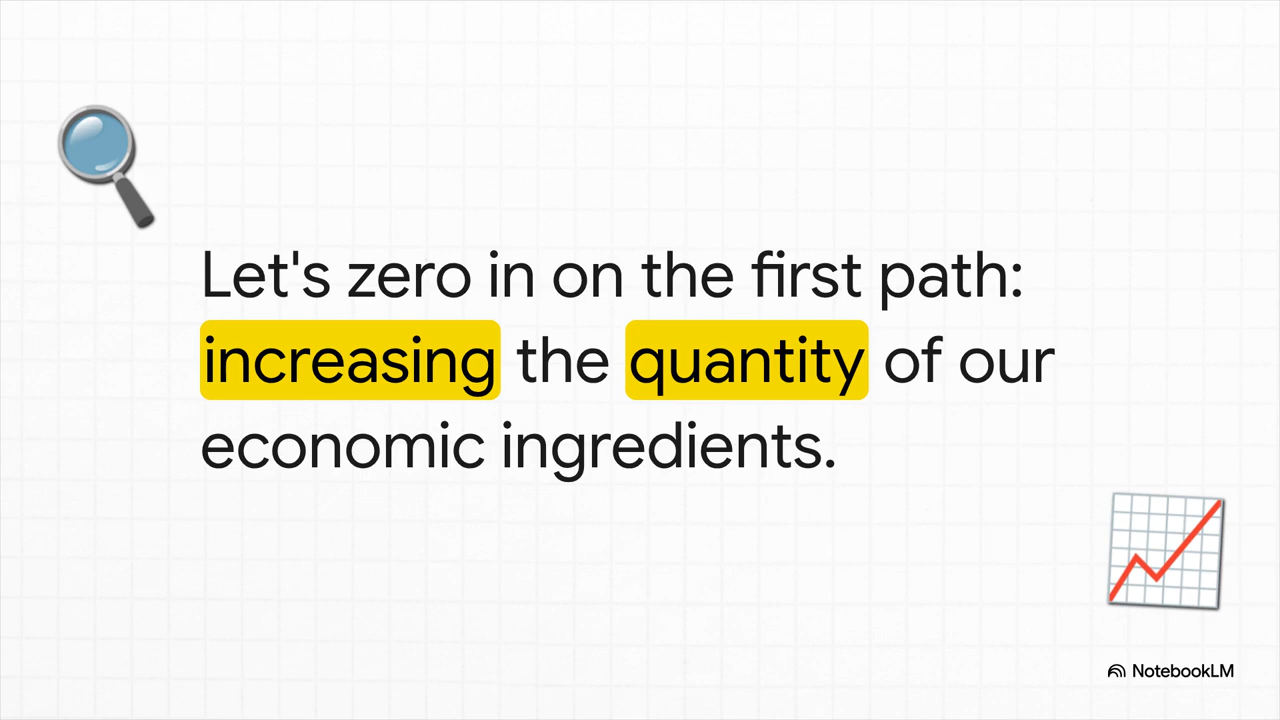 Let's zero in on the first path:
increasing the quantity of our
economic ingredients.
NotebookLM